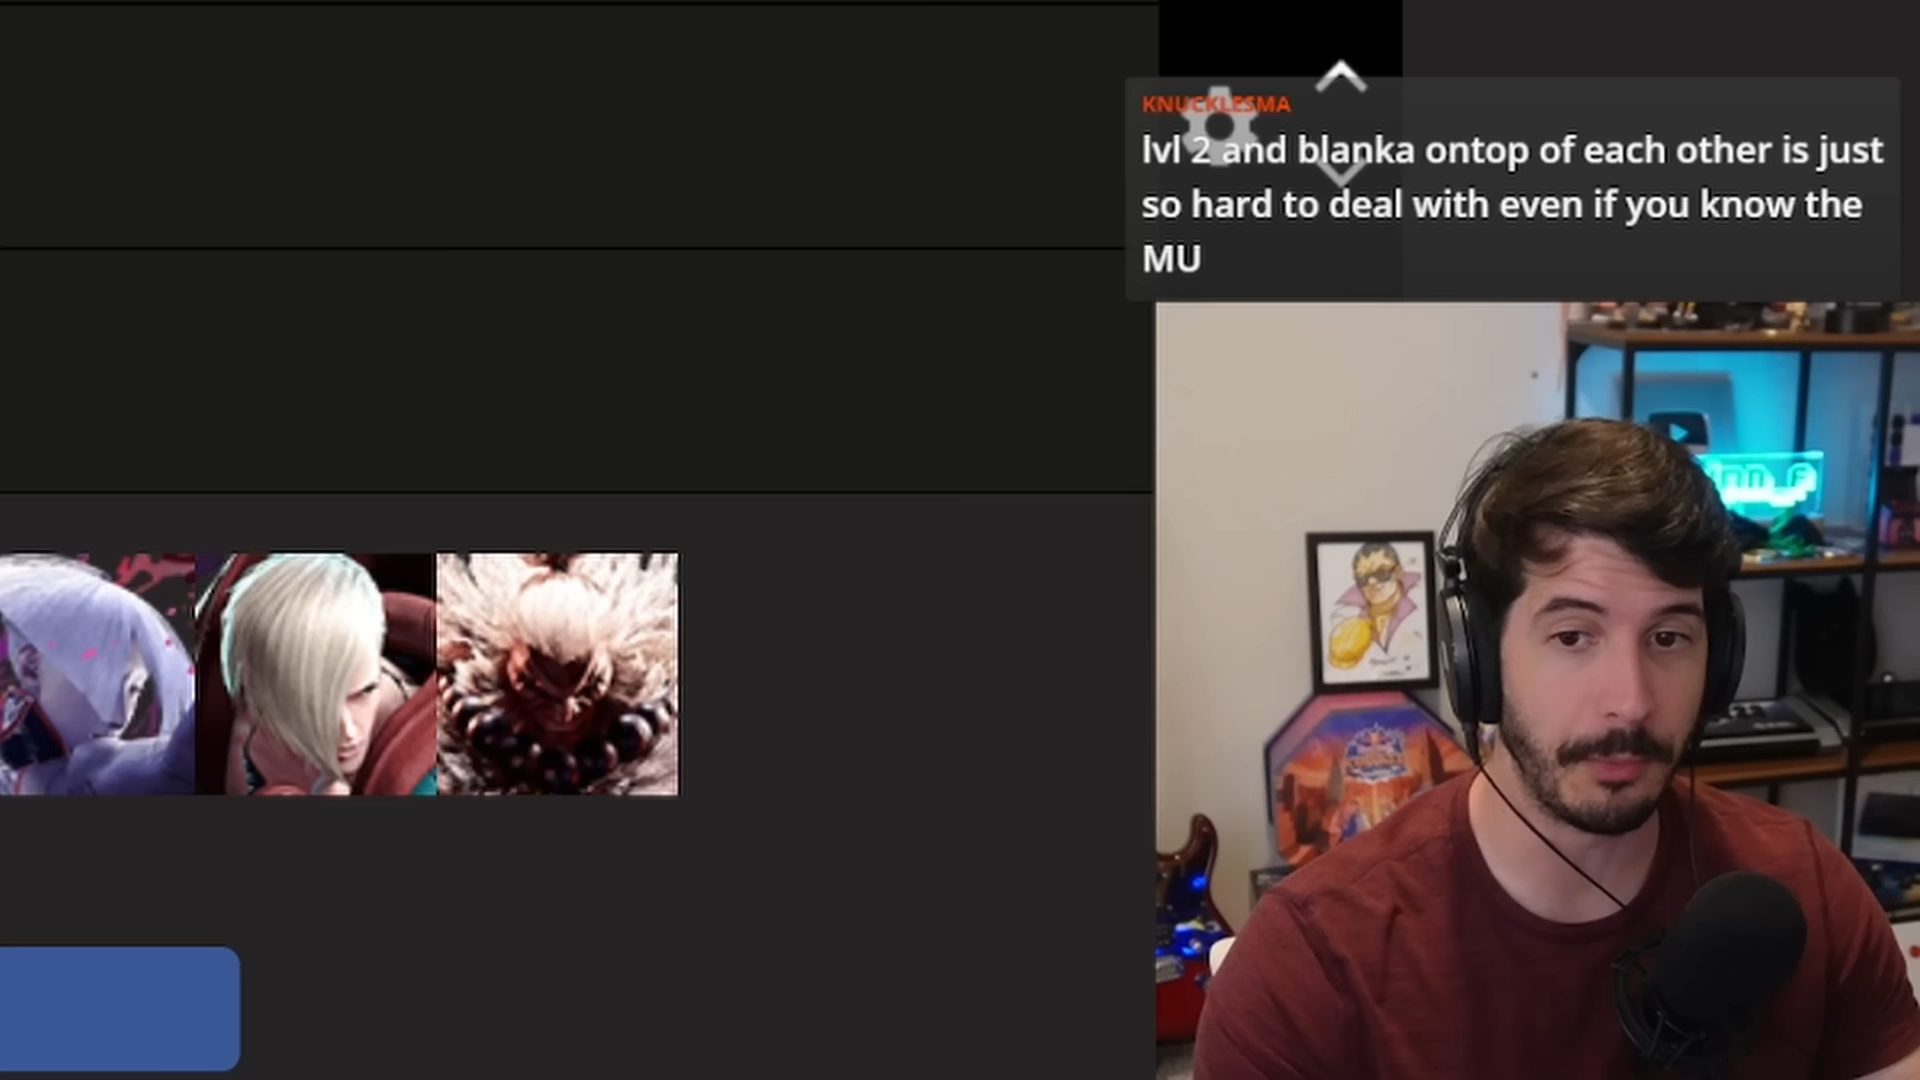 KNUCKLESMA
lvl 2 and blanka ontop of each other is just
so hard to deal with even if you know the
MU